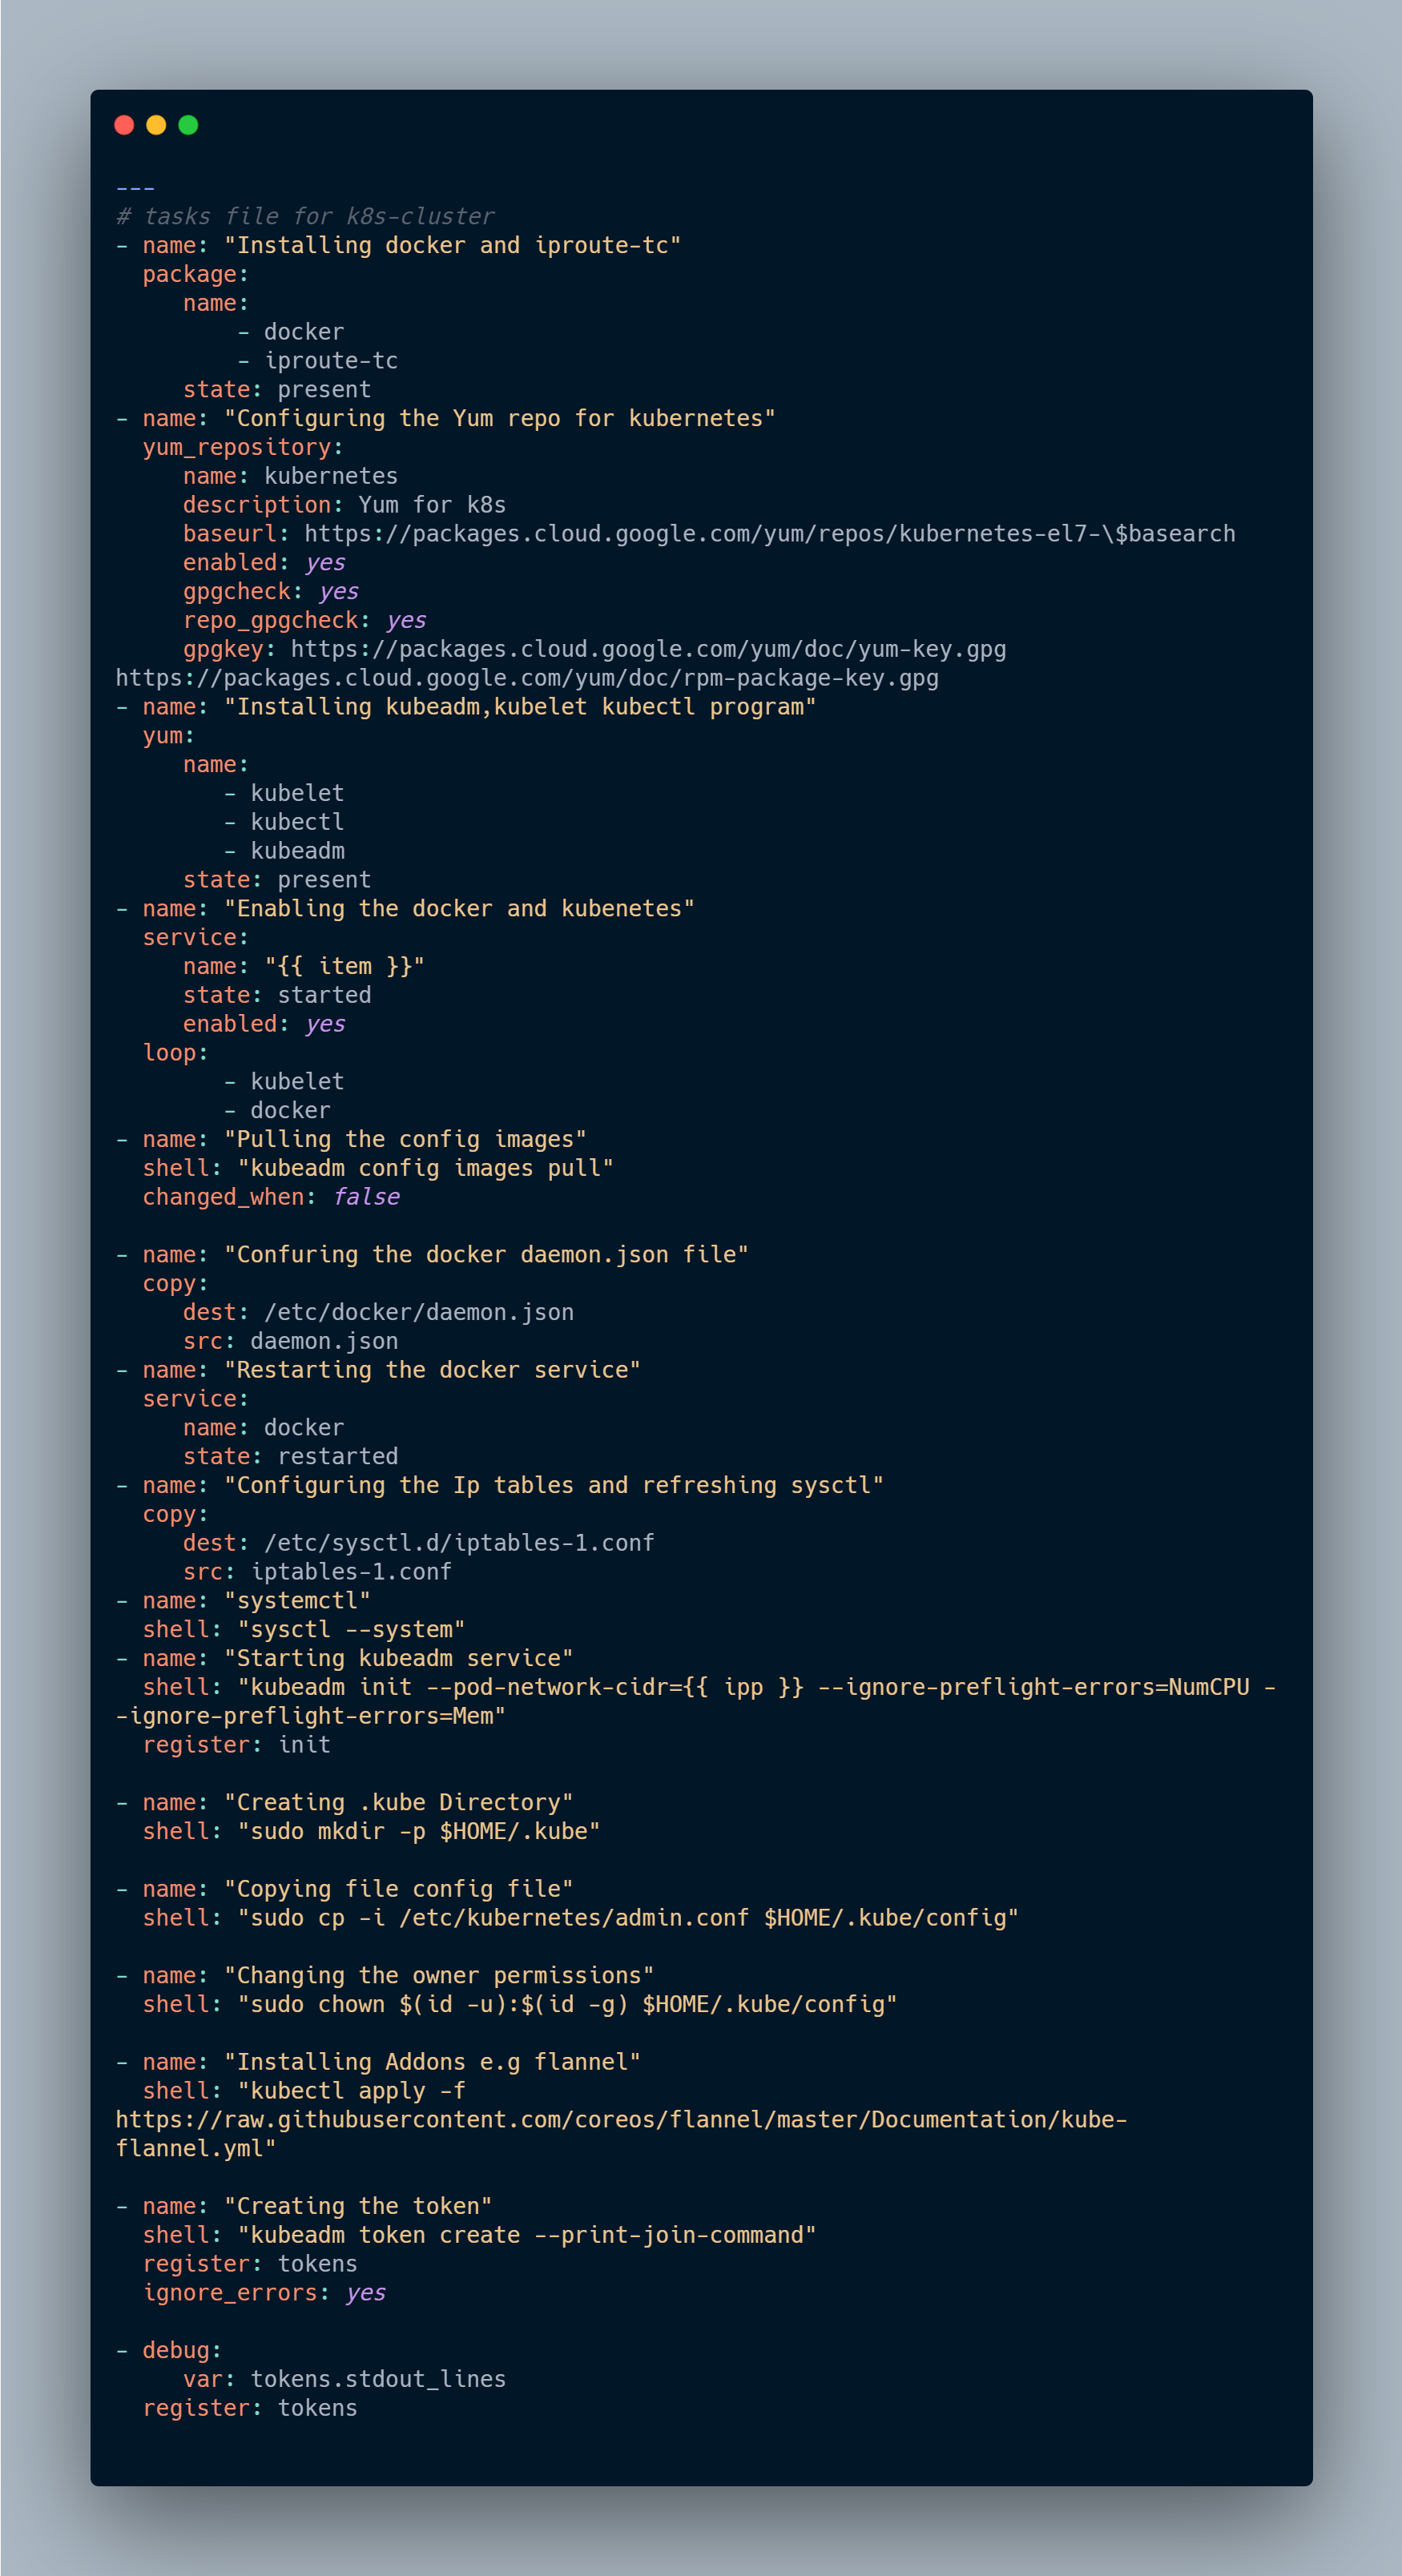 ---
# tasks file for k8s-cluster
- name: "Installing docker and iproute-tc"
  package:
     name:
         - docker
         - iproute-tc
     state: present
- name: "Configuring the Yum repo for kubernetes"
  yum_repository:
     name: kubernetes
     description: Yum for k8s
     baseurl: https://packages.cloud.google.com/yum/repos/kubernetes-el7-\$basearch
     enabled: yes
     gpgcheck: yes
     repo_gpgcheck: yes
     gpgkey: https://packages.cloud.google.com/yum/doc/yum-key.gpg
https://packages.cloud.google.com/yum/doc/rpm-package-key.gpg
- name: "Installing kubeadm,kubelet kubectl program"
  yum:
     name:
        - kubelet
        - kubectl
        - kubeadm
     state: present
- name: "Enabling the docker and kubenetes"
  service:
     name: "{{ item }}"
     state: started
     enabled: yes
  loop:
        - kubelet
        - docker
- name: "Pulling the config images"
  shell: "kubeadm config images pull"
  changed_when: false

- name: "Confuring the docker daemon.json file"
  copy:
     dest: /etc/docker/daemon.json
     src: daemon.json
- name: "Restarting the docker service"
  service:
     name: docker
     state: restarted
- name: "Configuring the Ip tables and refreshing sysctl"
  copy:
     dest: /etc/sysctl.d/iptables-1.conf
     src: iptables-1.conf
- name: "systemctl"
  shell: "sysctl --system"
- name: "Starting kubeadm service"
  shell: "kubeadm init --pod-network-cidr={{ ipp }} --ignore-preflight-errors=NumCPU -
-ignore-preflight-errors=Mem"
  register: init

- name: "Creating .kube Directory"
  shell: "sudo mkdir -p $HOME/.kube"

- name: "Copying file config file"
  shell: "sudo cp -i /etc/kubernetes/admin.conf $HOME/.kube/config"

- name: "Changing the owner permissions"
  shell: "sudo chown $(id -u):$(id -g) $HOME/.kube/config"

- name: "Installing Addons e.g flannel"
  shell: "kubectl apply -f
https://raw.githubusercontent.com/coreos/flannel/master/Documentation/kube-
flannel.yml"

- name: "Creating the token"
  shell: "kubeadm token create --print-join-command"
  register: tokens
  ignore_errors: yes

- debug:
     var: tokens.stdout_lines
  register: tokens